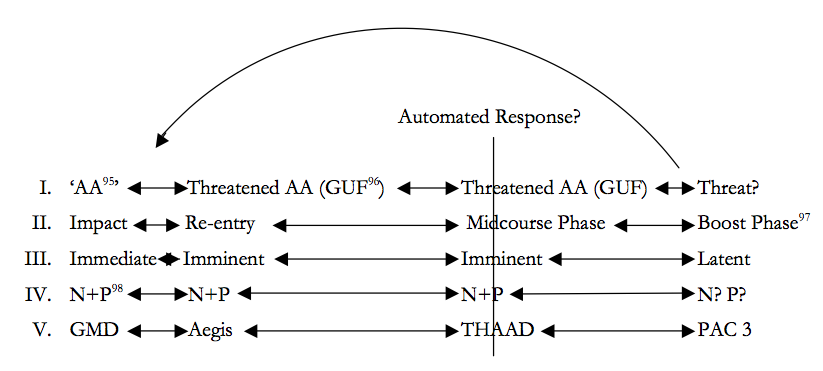 Automated Response?
I. ‘AA95’ Threatened AA (GUF96) Threatened AA (GUF) Threat?
II. Impact Re-entry Midcourse Phase Boost Phase97
III. Immediate Imminent Imminent Latent
IV. N+P98 N+P N+P N? P?
V. GMD Aegis THAAD PAC 3